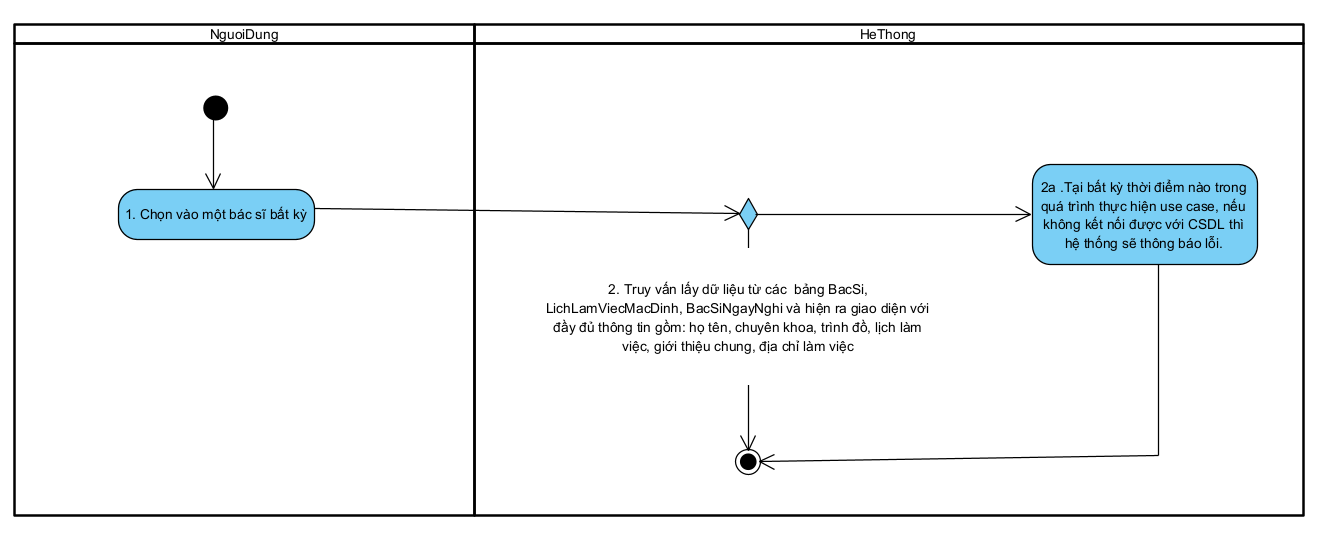 NguoiDung
HeThong
1. Chọn vào một bác sĩ bất kỳ
2a .Tại bất kỳ thời điểm nào trong
quá trình thực hiện use case, nếu
không kết nối được với CSDL thì
hệ thống sẽ thông báo lỗi.
2. Truy vấn lấy dữ liệu từ các bảng BacSi,
LichLamViecMacDinh, BacSiNgayNghi và hiện ra giao diện với
đầy đủ thông tin gồm: họ tên, chuyên khoa, trình đồ, lịch làm
việc, giới thiệu chung, địa chỉ làm việc